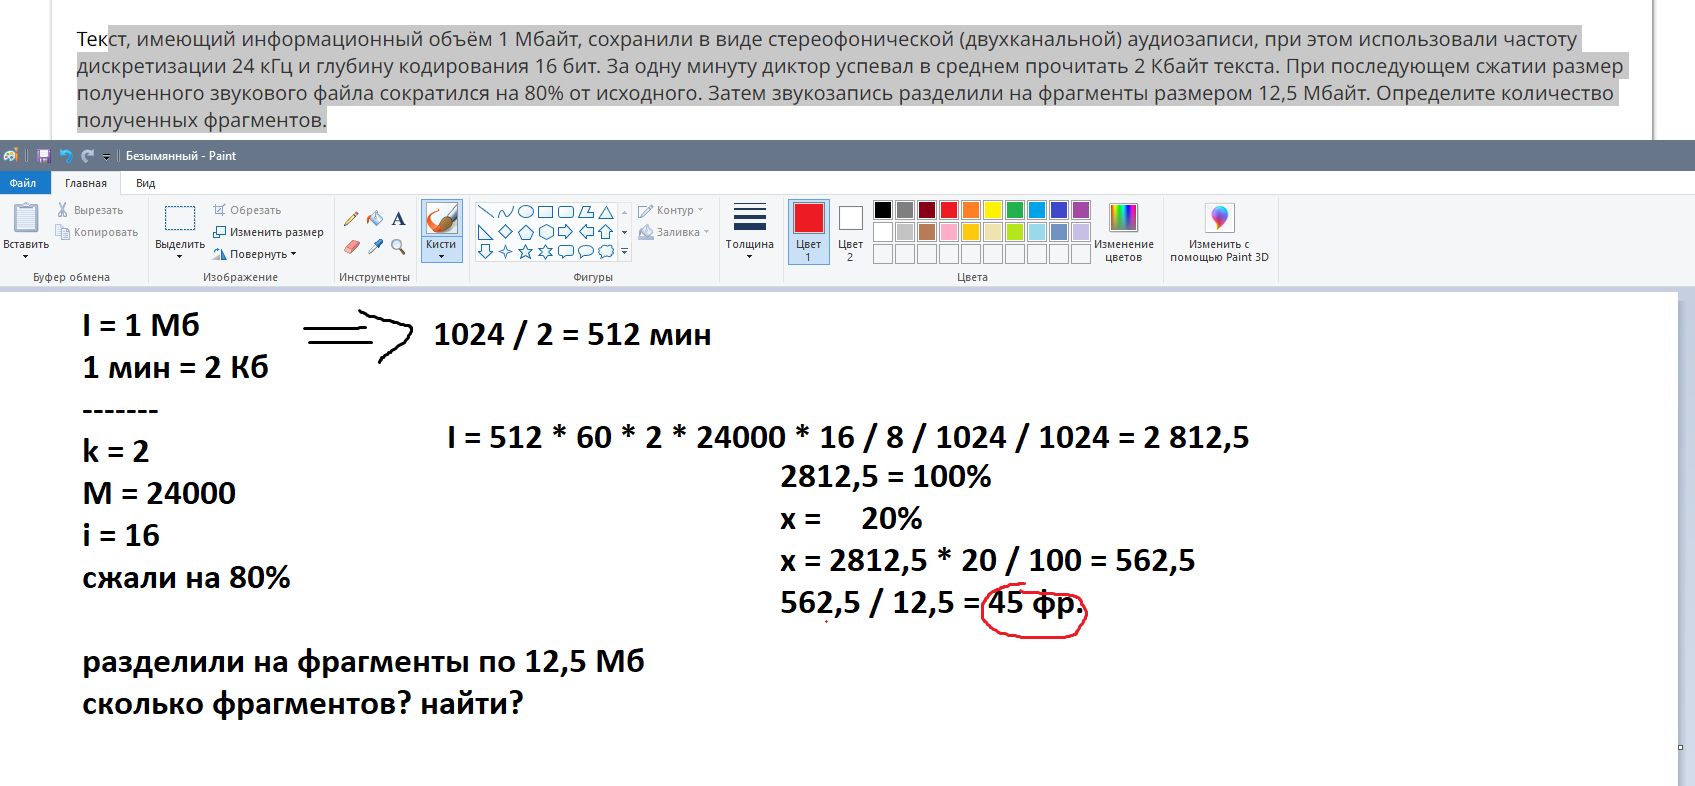 Текст, имеющий информационный объём 1 Мбайт, сохранили в виде стереофонической (двухканальной) аудиозаписи, при этом использовали частоту
дискретизации 24 кГц и глубину кодирования 16 бит. За одну минуту диктор успевал в среднем прочитать 2 Кбайт текста. При последующем сжатии размер
полученного звукового файла сократился на 80% от исходного. Затем звукозапись разделили на фрагменты размером 12,5 Мбайт. Определите количество
полученных фрагментов.
Безымянный - Paint
Файл Главная Вид
Вставить
Вырезать
Копировать
Буфер обмена
Выделить
Обрезать
Изменить размер
Повернуть
Изображение
A
Инструменты
Кисти
Контур
Заливка
Фигуры
Толщина
Цвет
1
Цвет
2
Цвета
Изменение
цветов
Изменить с
помощью Paint 3D
I = 1 Мб
1 мин = 2 Кб
-------
k = 2
M = 24000
i = 16
сжали на 80%
1024 / 2 = 512 мин
I = 512 * 60 * 2 * 24000 * 16 / 8 / 1024 / 1024 = 2 812,5
2812,5 = 100%
x = 20%
x = 2812,5 * 20 / 100 = 562,5
562,5 / 12,5 = 45 фр.
разделили на фрагменты по 12,5 Мб
сколько фрагментов? найти?